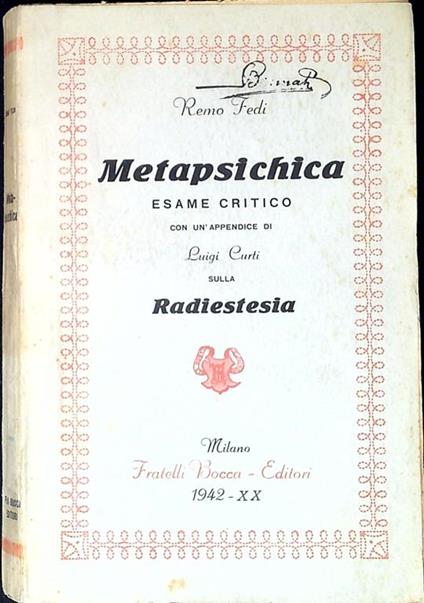 Remo Fedi
Metapsichica
ESAME CRITICO
CON UN'APPENDICE DI
Luigi Curti
SULLA
Radiestesia
Milano
Fratelli Bocca - Editori
1942 - XX